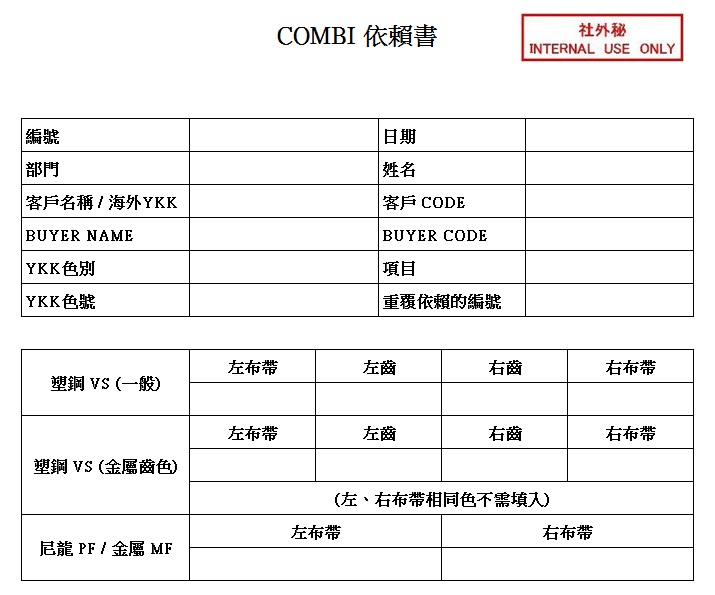 COMBI 依賴書
社外秘
INTERNAL USE ONLY
編號 日期
部門 姓名
客戶名稱 / 海外YKK 客戶 CODE
BUYER NAME BUYER CODE
YKK色別 項目
YKK色號 重覆依賴的編號
塑鋼 VS (一般) 左布帶 左齒 右齒 右布帶
塑鋼 VS (金屬齒色) 左布帶 左齒 右齒 右布帶
(左、右布帶相同色不需填入)
尼龍 PF / 金屬 MF 左布帶 右布帶